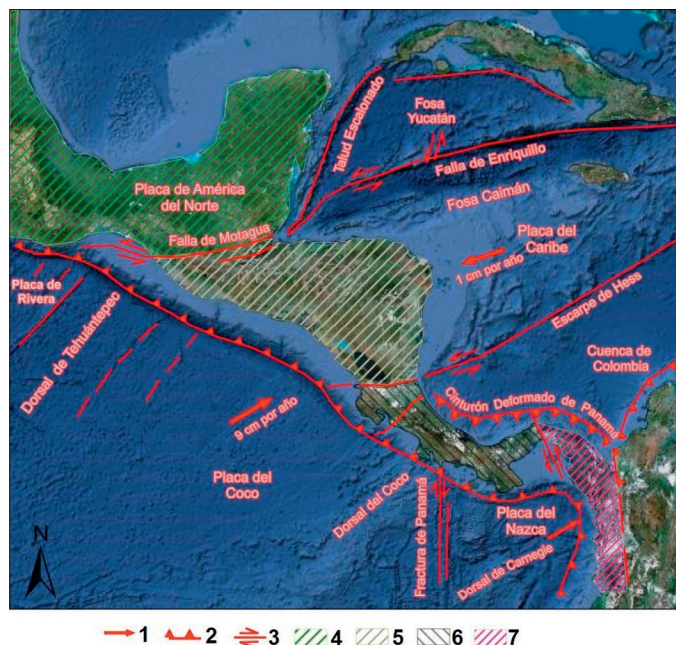 Talud Escalonado
Fosa
Yucatán
Falla de Enriquillo
Fosa Caimán
Placa de América
del Norte
Falla de Motagua
Placa del
Caribe
1 cm por año
Placa de
Rivera
Dorsal de Tehuántepec
Escarpe de Hess
Cuenca de
Colombia
Cinturón Deformado de Panamá
9 cm por año
Placa del
Coco
Dorsal del Coco
Fractura de Panamá
Placa del
Nazca
Dorsal de Carnegie
N
1 2 3 4 5 6 7